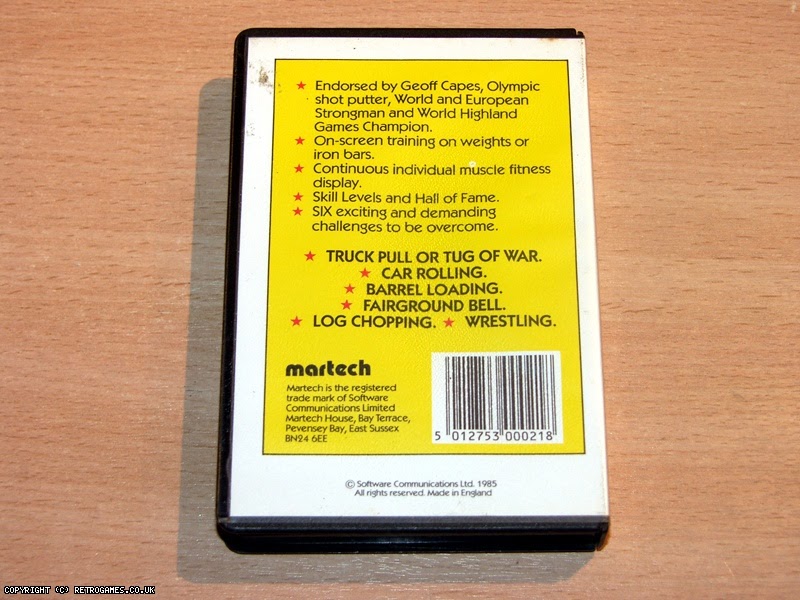 ★ Endorsed by Geoff Capes, Olympic
shot putter, World and European
Strongman and World Highland
Games Champion.
★ On-screen training on weights or
iron bars.
★ Continuous individual muscle fitness
display.
★ Skill Levels and Hall of Fame.
★ SIX exciting and demanding
challenges to be overcome.
★ TRUCK PULL OR TUG OF WAR.
★ CAR ROLLING.
★ BARREL LOADING.
★ FAIRGROUND BELL.
★ LOG CHOPPING. ★ WRESTLING.
martech
Martech is the registered
trade mark of Software
Communications Limited
Martech House, Bay Terrace,
Pevensey Bay, East Sussex
BN24 6EE
5 012753 000218
© Software Communications Ltd. 1985
All rights reserved. Made in England
COPYRIGHT (C) RETROGAMES.CO.UK